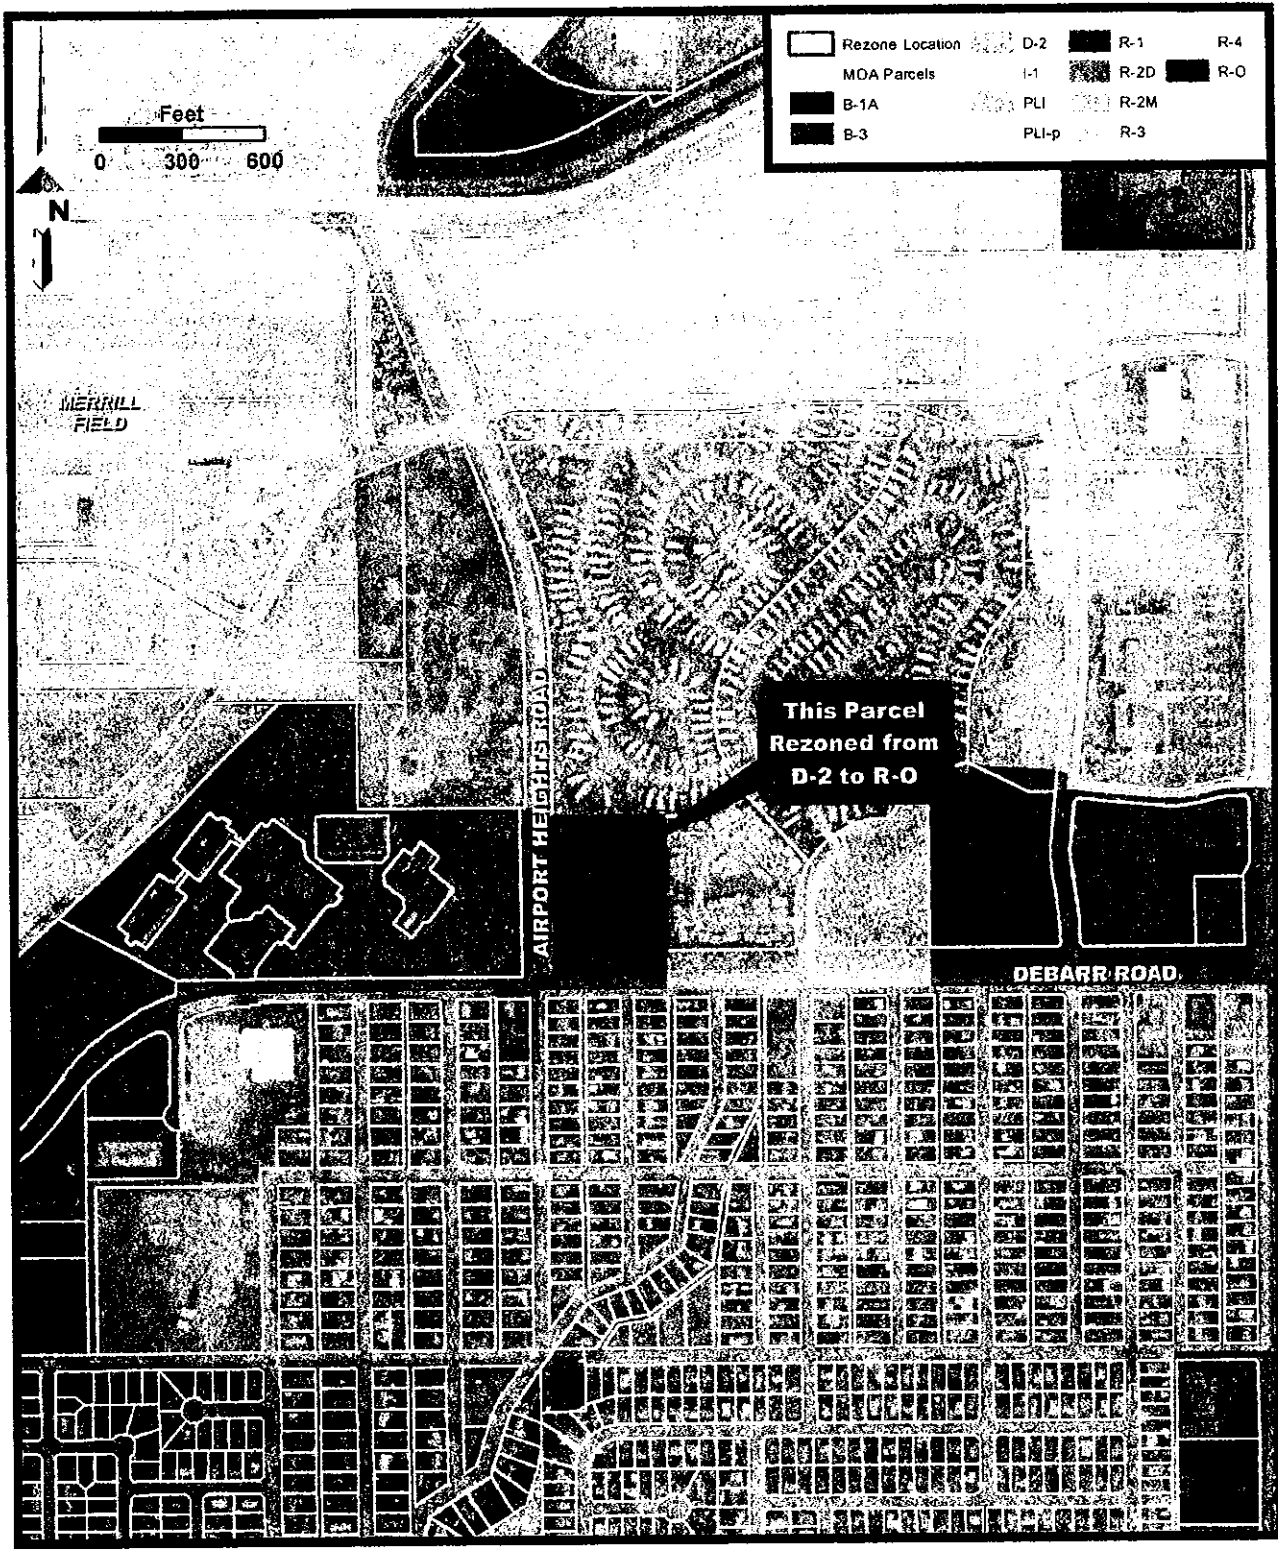 Rezone Location
MOA Parcels
B-1A
B-3
D-2
I-1
PLI
PLI-p
R-1
R-2D
R-2M
R-3
R-4
R-O
Feet
0 300 600
N
MERRILL
FIELD
AIRPORT HEIGHTS ROAD
This Parcel
Rezoned from
D-2 to R-O
DEBARR ROAD